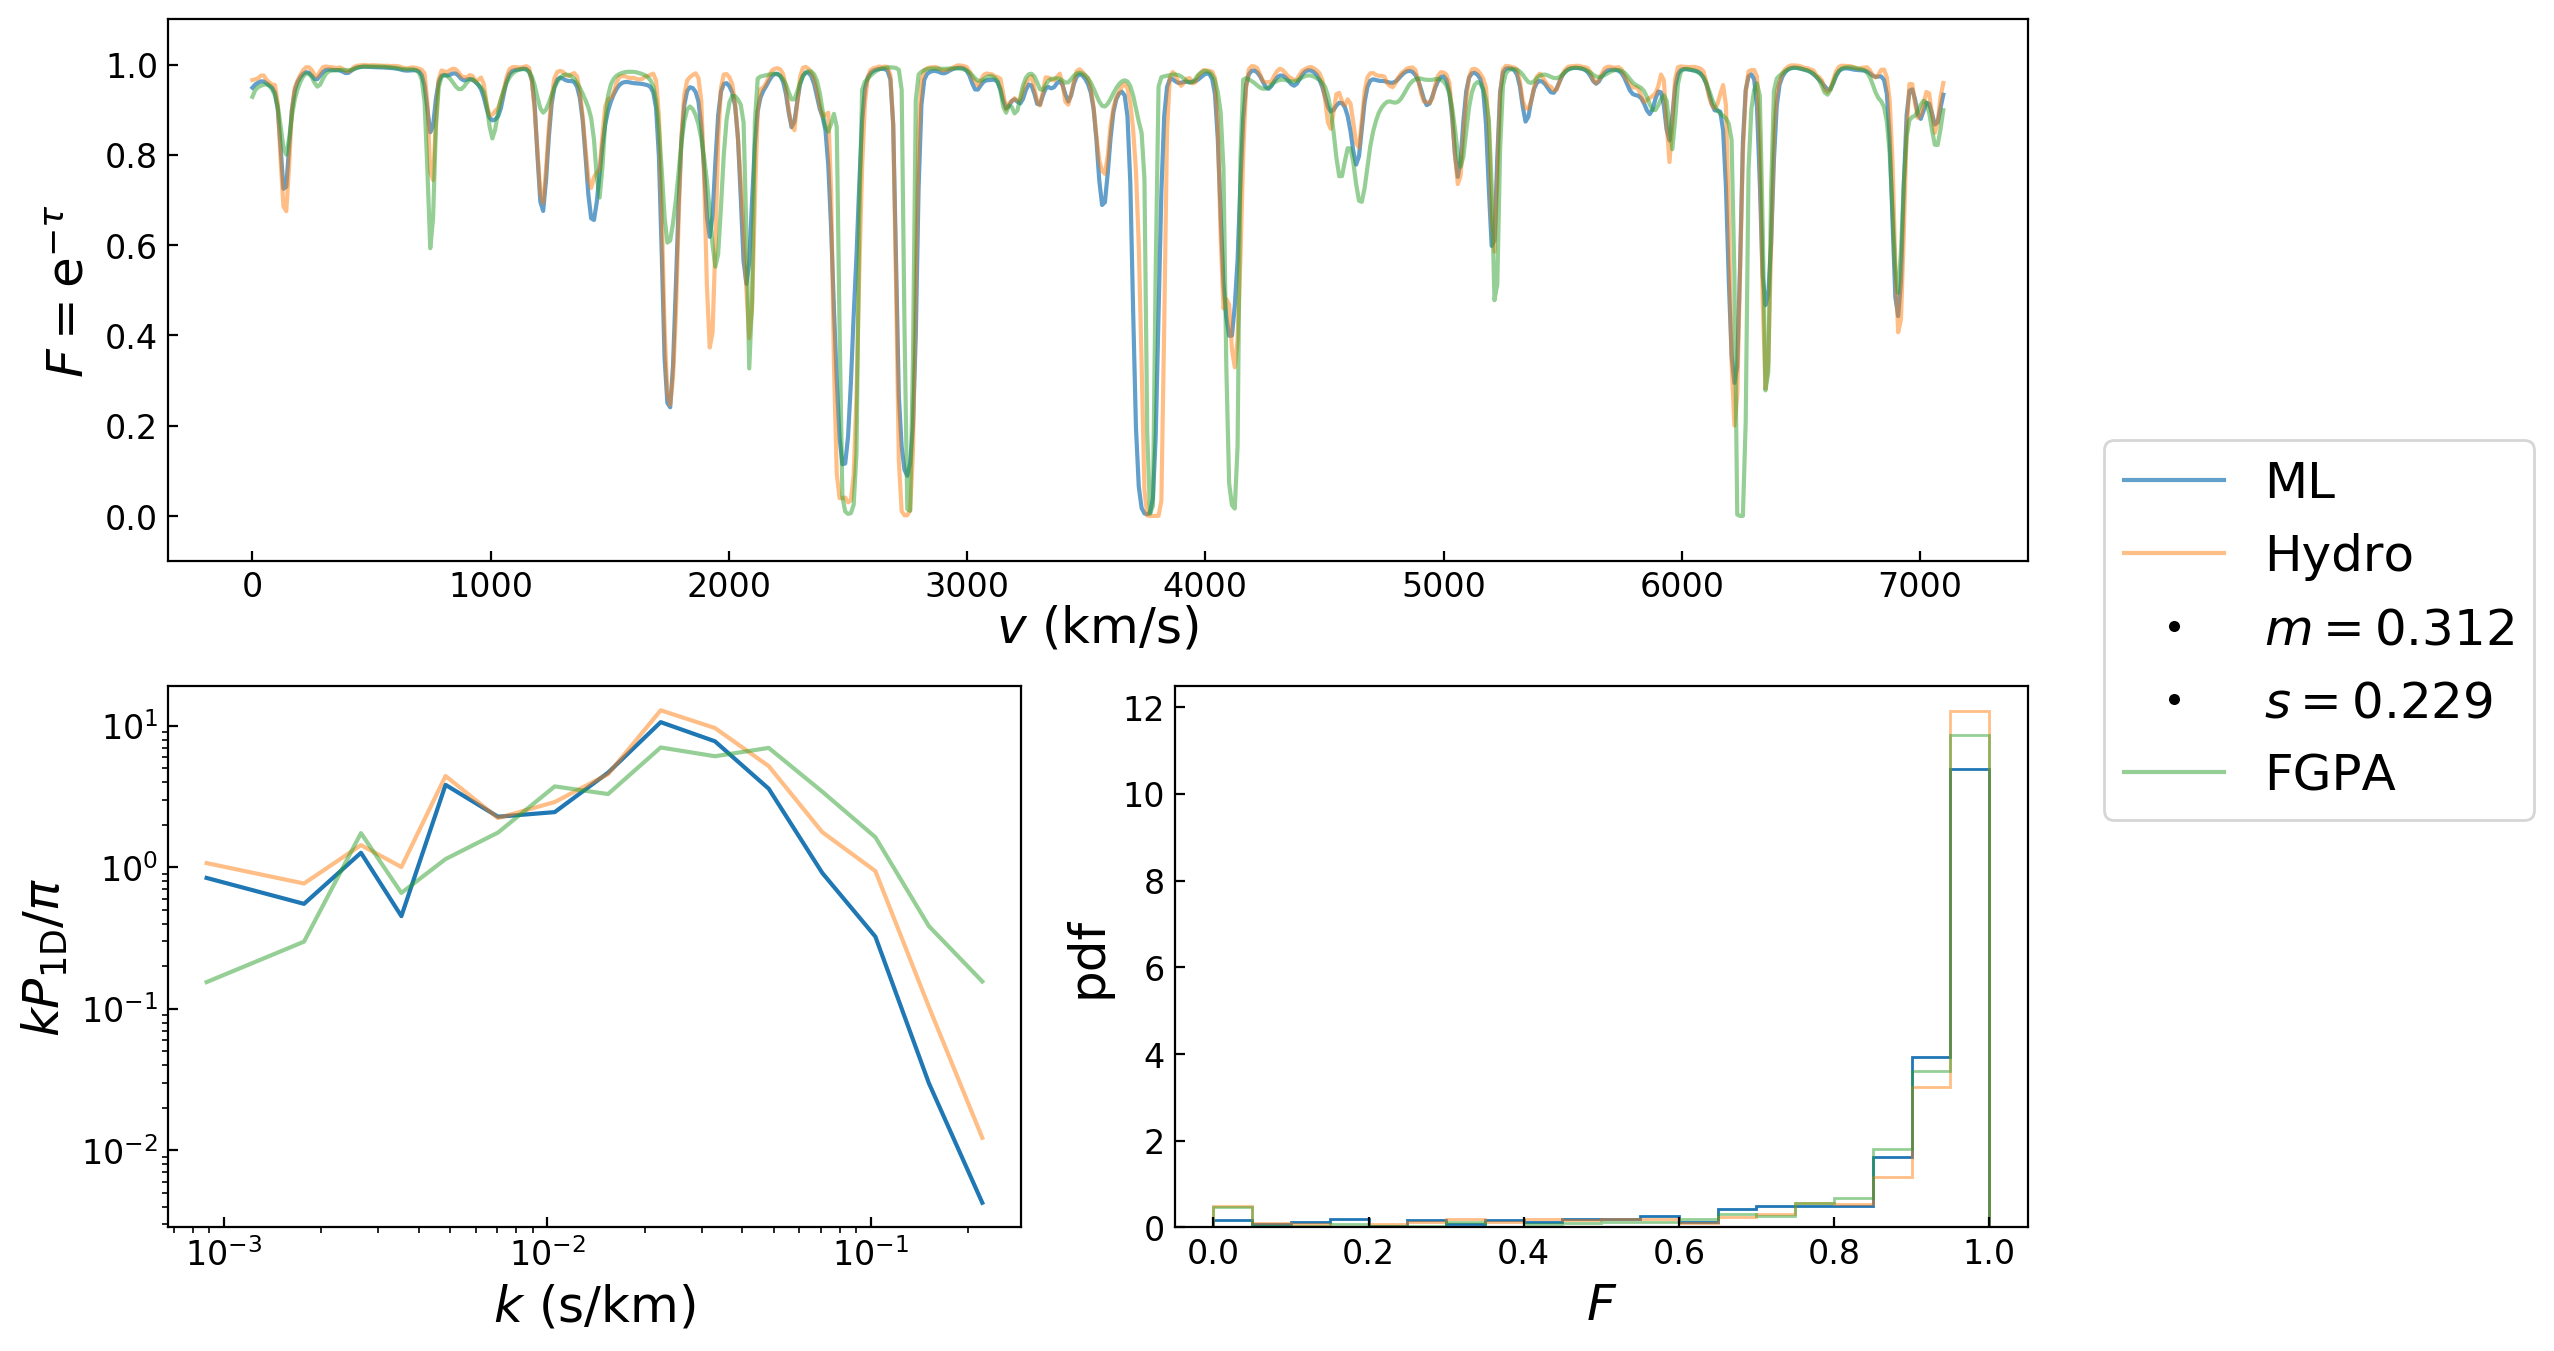 F = e^{−τ}
1.0
0.8
0.6
0.4
0.2
0.0
0 1000 2000 3000 4000 5000 6000 7000
v (km/s)
ML
Hydro
m = 0.312
s = 0.229
FGPA
kP_{1D}/π
10^1
10^0
10^{−1}
10^{−2}
10^{−3} 10^{−2} 10^{−1}
k (s/km)
pdf
12
10
8
6
4
2
0
0.0 0.2 0.4 0.6 0.8 1.0
F